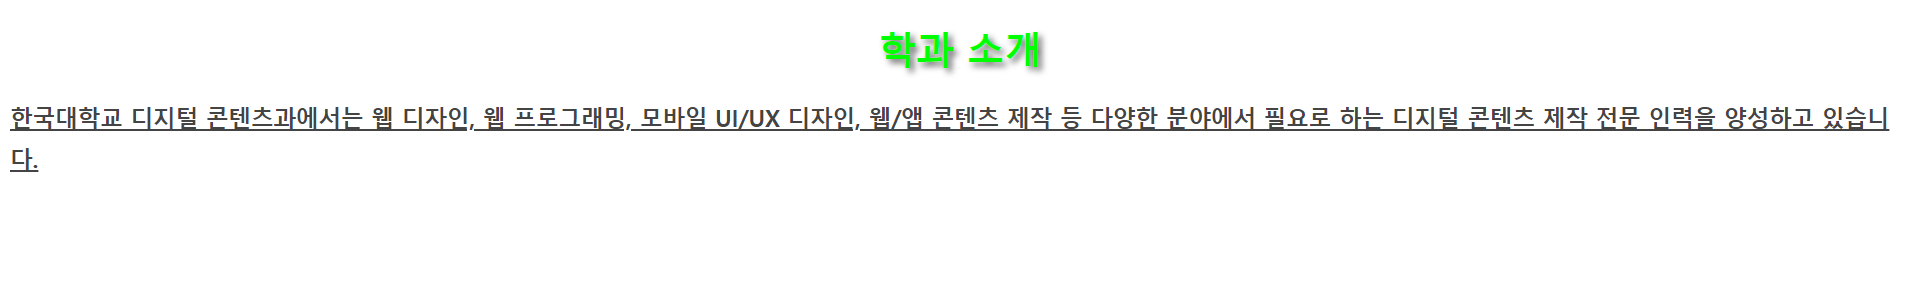 학과 소개
한국대학교 디지털 콘텐츠과에서는 웹 디자인, 웹 프로그래밍, 모바일 UI/UX 디자인, 웹/앱 콘텐츠 제작 등 다양한 분야에서 필요로 하는 디지털 콘텐츠 제작 전문 인력을 양성하고 있습니
다.